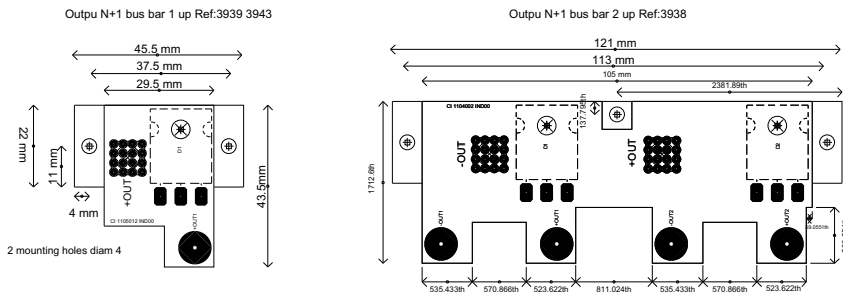 Outpu N+1 bus bar 1 up Ref:3939 3943
45.5 mm
37.5 mm
29.5 mm
22 mm
11 mm
4 mm
43.5mm
D1
+OUT
+OUT1
CI 1105012 IND00
2 mounting holes diam 4
Outpu N+1 bus bar 2 up Ref:3938
121 mm
113 mm
105 mm
2381.89th
CI 1104002 IND00
137.795th
1712.6th
-OUT
+OUT
-OUT1
+OUT1
-OUT2
+OUT2
535.433th
570.866th
523.622th
811.024th
535.433th
570.866th
523.622th